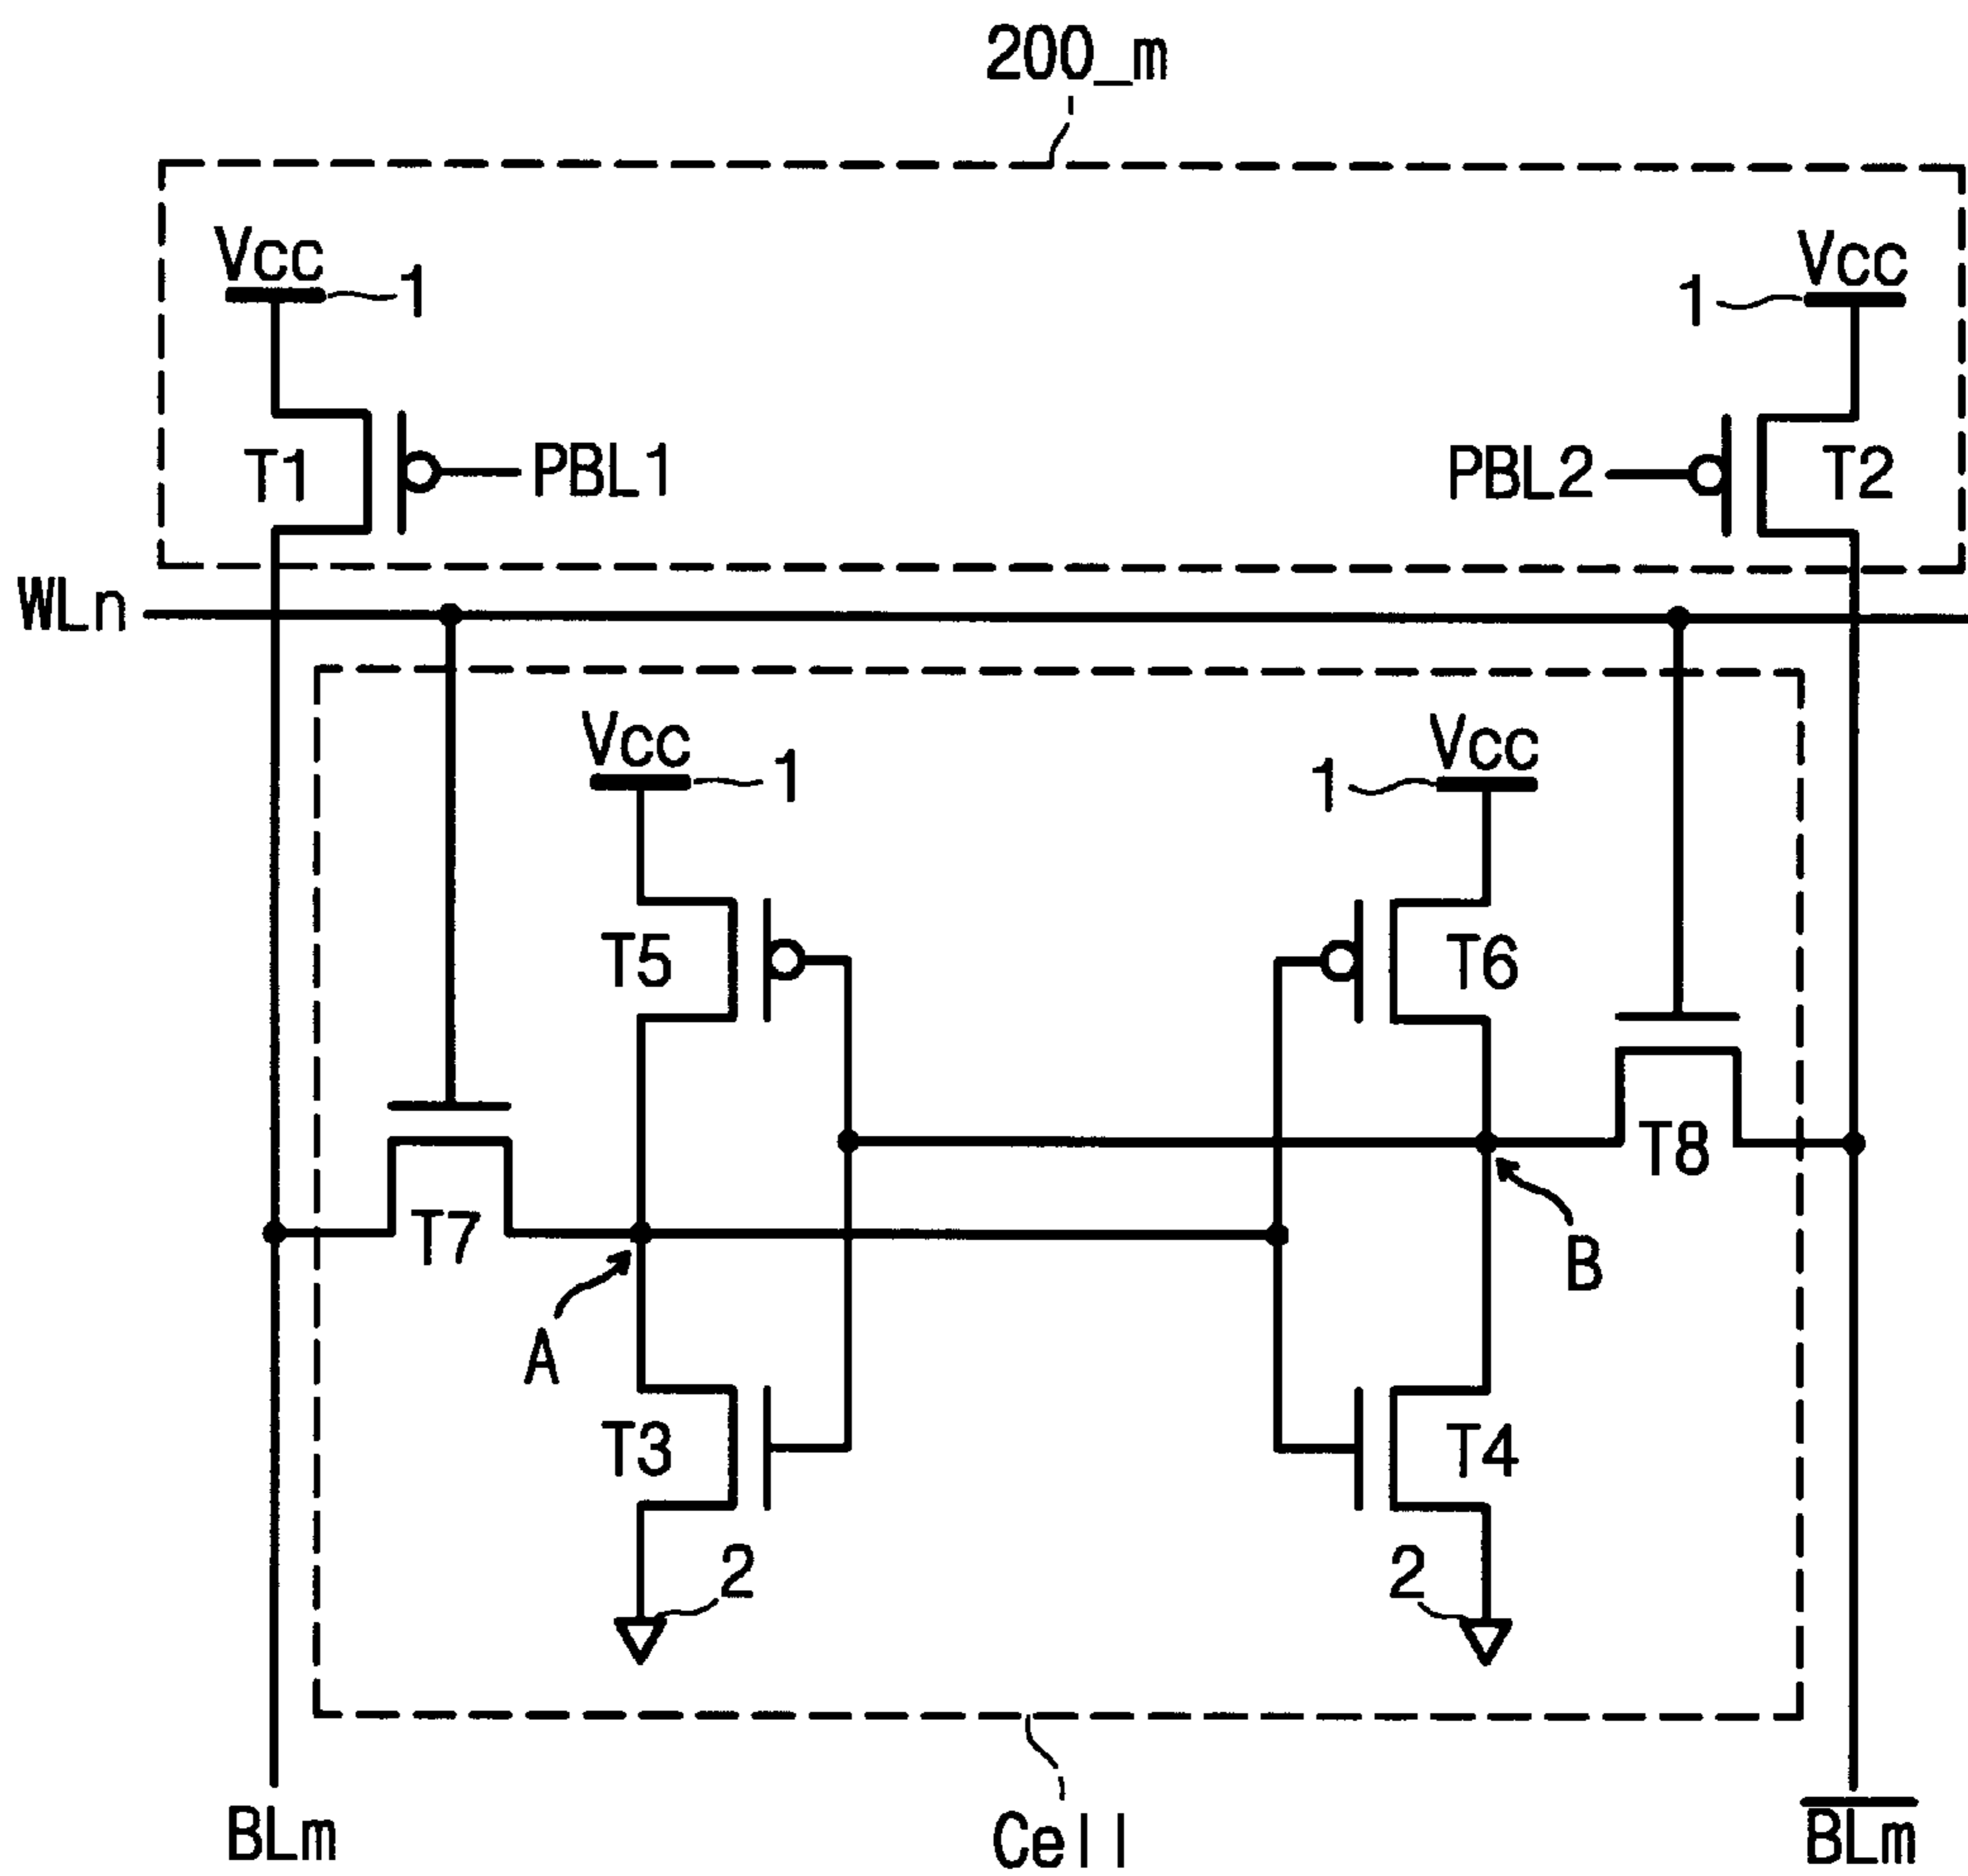 200_m
Vcc
1
1
Vcc
T1
PBL1
PBL2
T2
WLn
Vcc
1
1
Vcc
T5
T6
T7
T8
A
B
T3
T4
2
2
BLm
Cell
B̅L̅m̅